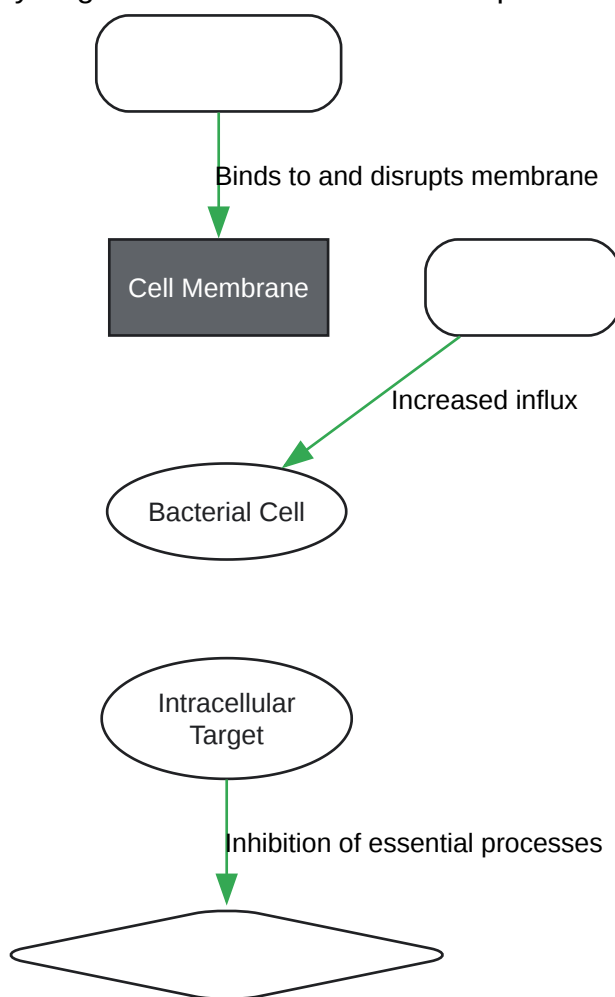 Binds to and disrupts membrane
Cell Membrane
Increased influx
Bacterial Cell
Intracellular
Target
Inhibition of essential processes